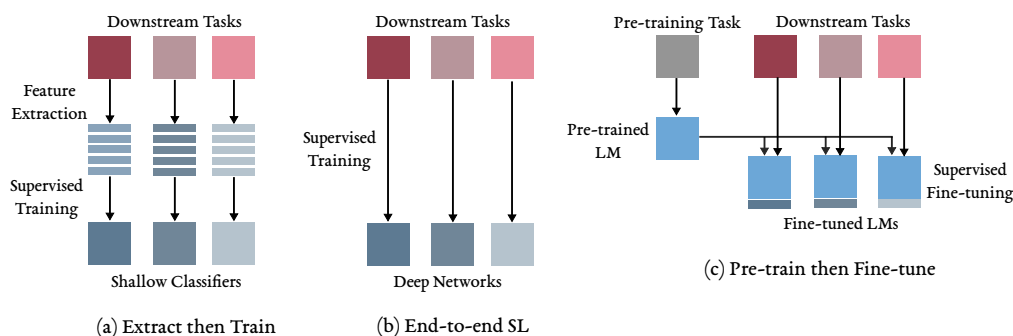 Downstream Tasks
Feature
Extraction
Supervised
Training
Shallow Classifiers
(a) Extract then Train
Downstream Tasks
Supervised
Training
Deep Networks
(b) End-to-end SL
Pre-training Task
Downstream Tasks
Pre-trained
LM
Supervised
Fine-tuning
Fine-tuned LMs
(c) Pre-train then Fine-tune